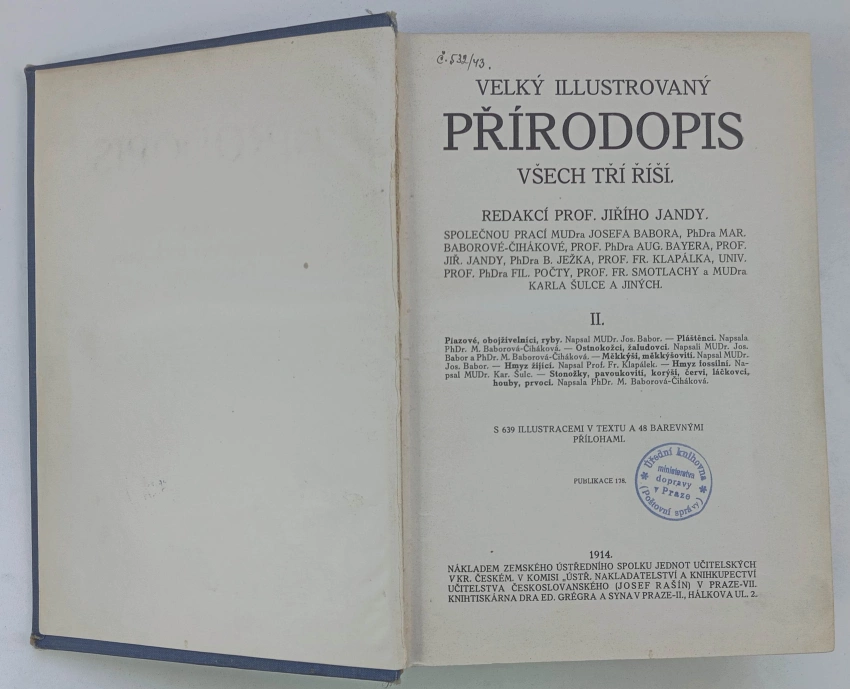 č. 532/43.
VELKÝ ILLUSTROVANÝ
PŘÍRODOPIS
VŠECH TŘÍ ŘÍŠÍ.
REDAKCÍ PROF. JIŘÍHO JANDY.
SPOLEČNOU PRACÍ MUDra JOSEFA BABORA, PhDra MAR.
BABOROVÉ-ČIHÁKOVÉ, PROF. PhDra AUG. BAYERA, PROF.
JIŘ. JANDY, PhDra B. JEŽKA, PROF. FR. KLAPÁLKA, UNIV.
PROF. PhDra FIL. POČTY, PROF. FR. SMOTLACHY a MUDra
KARLA ŠULCE A JINÝCH.
II.
Plazové, obojživelníci, ryby. Napsal MUDr. Jos. Babor. — Pláštěnci. Napsala
PhDr. M. Baborová-Čiháková. — Ostnokožci, žaludovci. Napsali MUDr. Jos.
Babor a PhDr. M. Baborová-Čiháková. — Měkkýši, měkkýšovití. Napsal MUDr.
Jos. Babor. — Hmyz žijící. Napsal Prof. Fr. Klapálek. — Hmyz fossilní. Na-
psal MUDr. Kar. Šulc. — Stonožky, pavoukovití, korýši, červi, láčkovci,
houby, prvoci. Napsala PhDr. M. Baborová-Čiháková.
S 639 ILLUSTRACEMI V TEXTU A 48 BAREVNÝMI
PŘÍLOHAMI.
PUBLIKACE 178.
Úřední knihovna
ministerstva
dopravy
v Praze
(Poštovní správy)
1914.
NÁKLADEM ZEMSKÉHO ÚSTŘEDNÍHO SPOLKU JEDNOT UČITELSKÝCH
V KR. ČESKÉM. V KOMISI „ÚSTŘ. NAKLADATELSTVÍ A KNIHKUPECTVÍ
UČITELSTVA ČESKOSLOVANSKÉHO (JOSEF RAŠÍN) V PRAZE-VII.
KNIHTISKÁRNA DRA ED. GRÉGRA A SYNA V PRAZE-II., HÁLKOVA UL. 2.